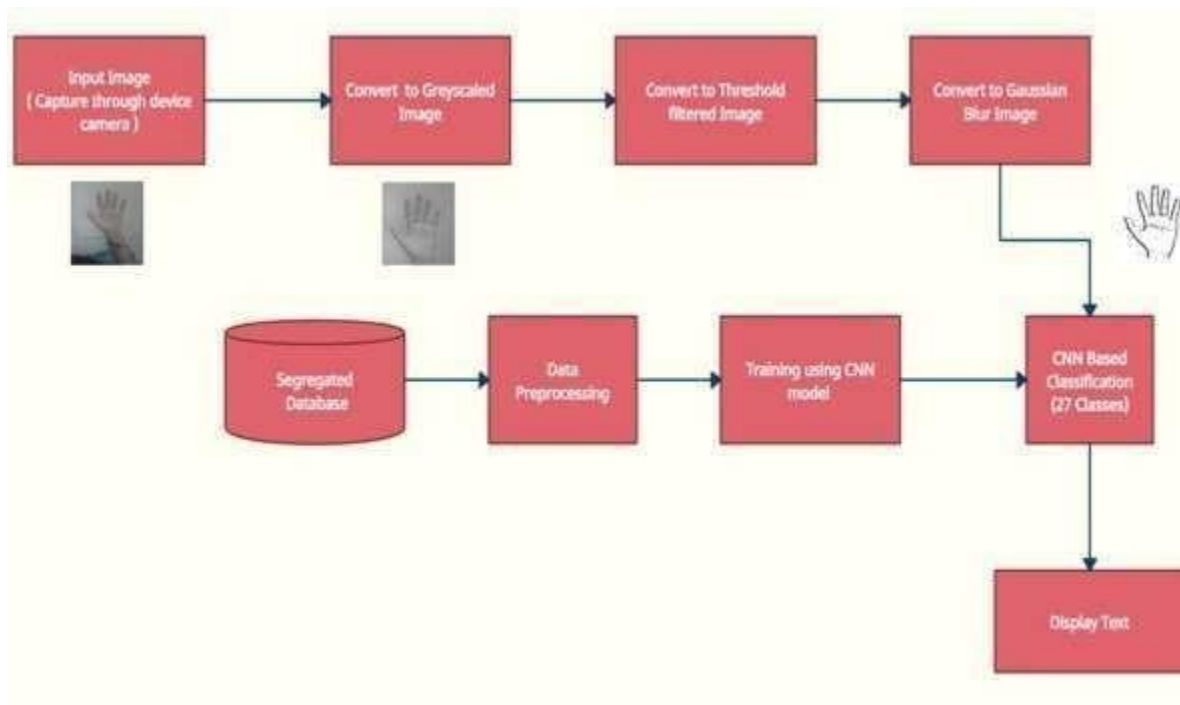 Input Image
( Capture through device
camera )
Convert to Greyscaled
Image
Convert to Threshold
filtered Image
Convert to Gaussian
Blur Image
Segregated
Database
Data
Preprocessing
Training using CNN
model
CNN Based
Classification
(27 Classes)
Display Text